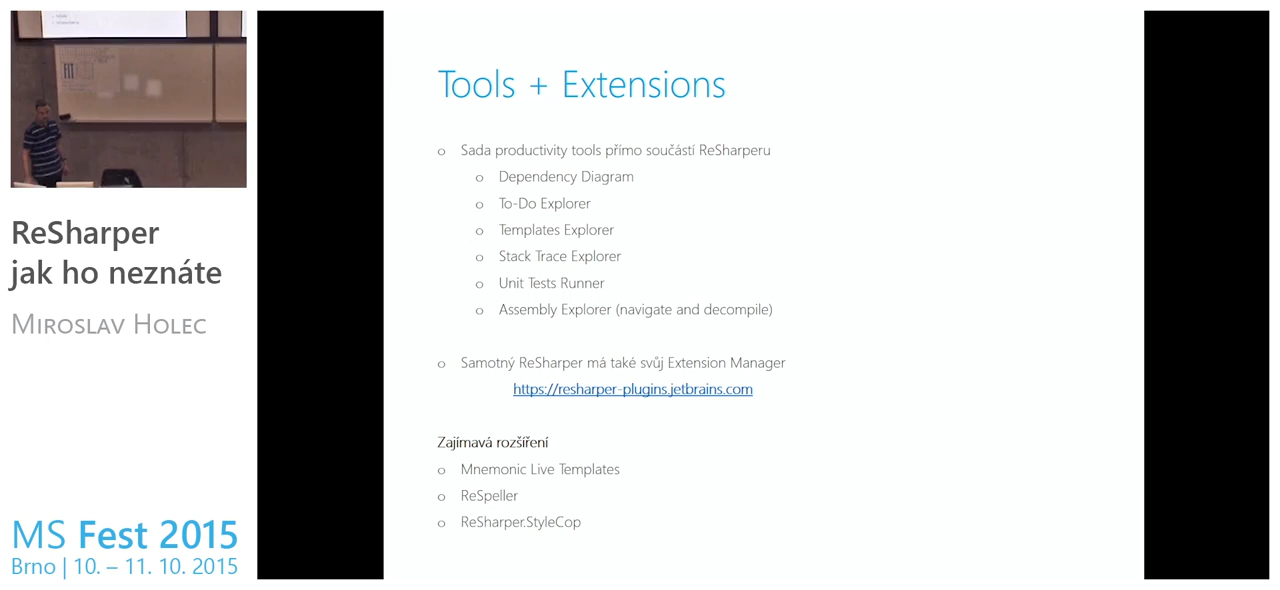 ReSharper
jak ho neznáte
Miroslav Holec
MS Fest 2015
Brno | 10. – 11. 10. 2015
Tools + Extensions
o Sada productivity tools přímo součástí ReSharperu
o Dependency Diagram
o To-Do Explorer
o Templates Explorer
o Stack Trace Explorer
o Unit Tests Runner
o Assembly Explorer (navigate and decompile)
o Samotný ReSharper má také svůj Extension Manager
https://resharper-plugins.jetbrains.com
Zajímavá rozšíření
o Mnemonic Live Templates
o ReSpeller
o ReSharper.StyleCop